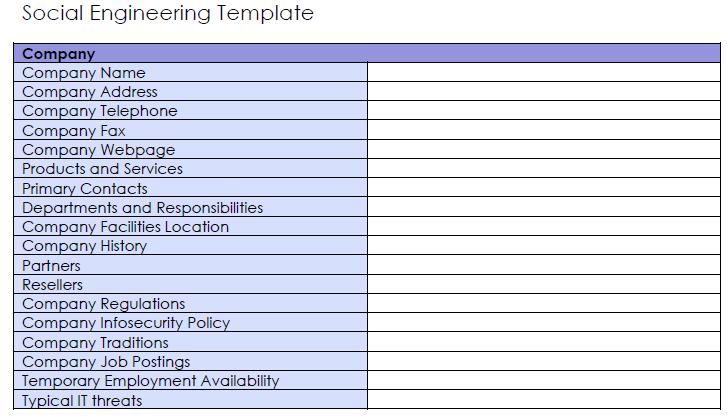 Social Engineering Template
Company
Company Name
Company Address
Company Telephone
Company Fax
Company Webpage
Products and Services
Primary Contacts
Departments and Responsibilities
Company Facilities Location
Company History
Partners
Resellers
Company Regulations
Company Infosecurity Policy
Company Traditions
Company Job Postings
Temporary Employment Availability
Typical IT threats